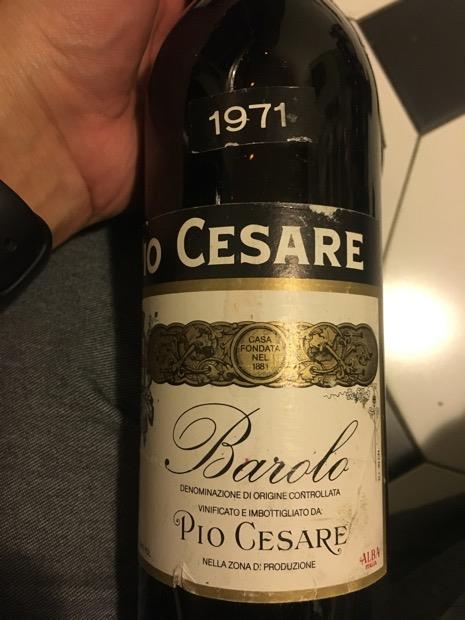 1971
IO CESARE
CASA
FONDATA
NEL
1881
Barolo
DENOMINAZIONE DI ORIGINE CONTROLLATA
VINIFICATO E IMBOTTIGLIATO DA:
PIO CESARE
NELLA ZONA DI PRODUZIONE
ALBA
ITALIA